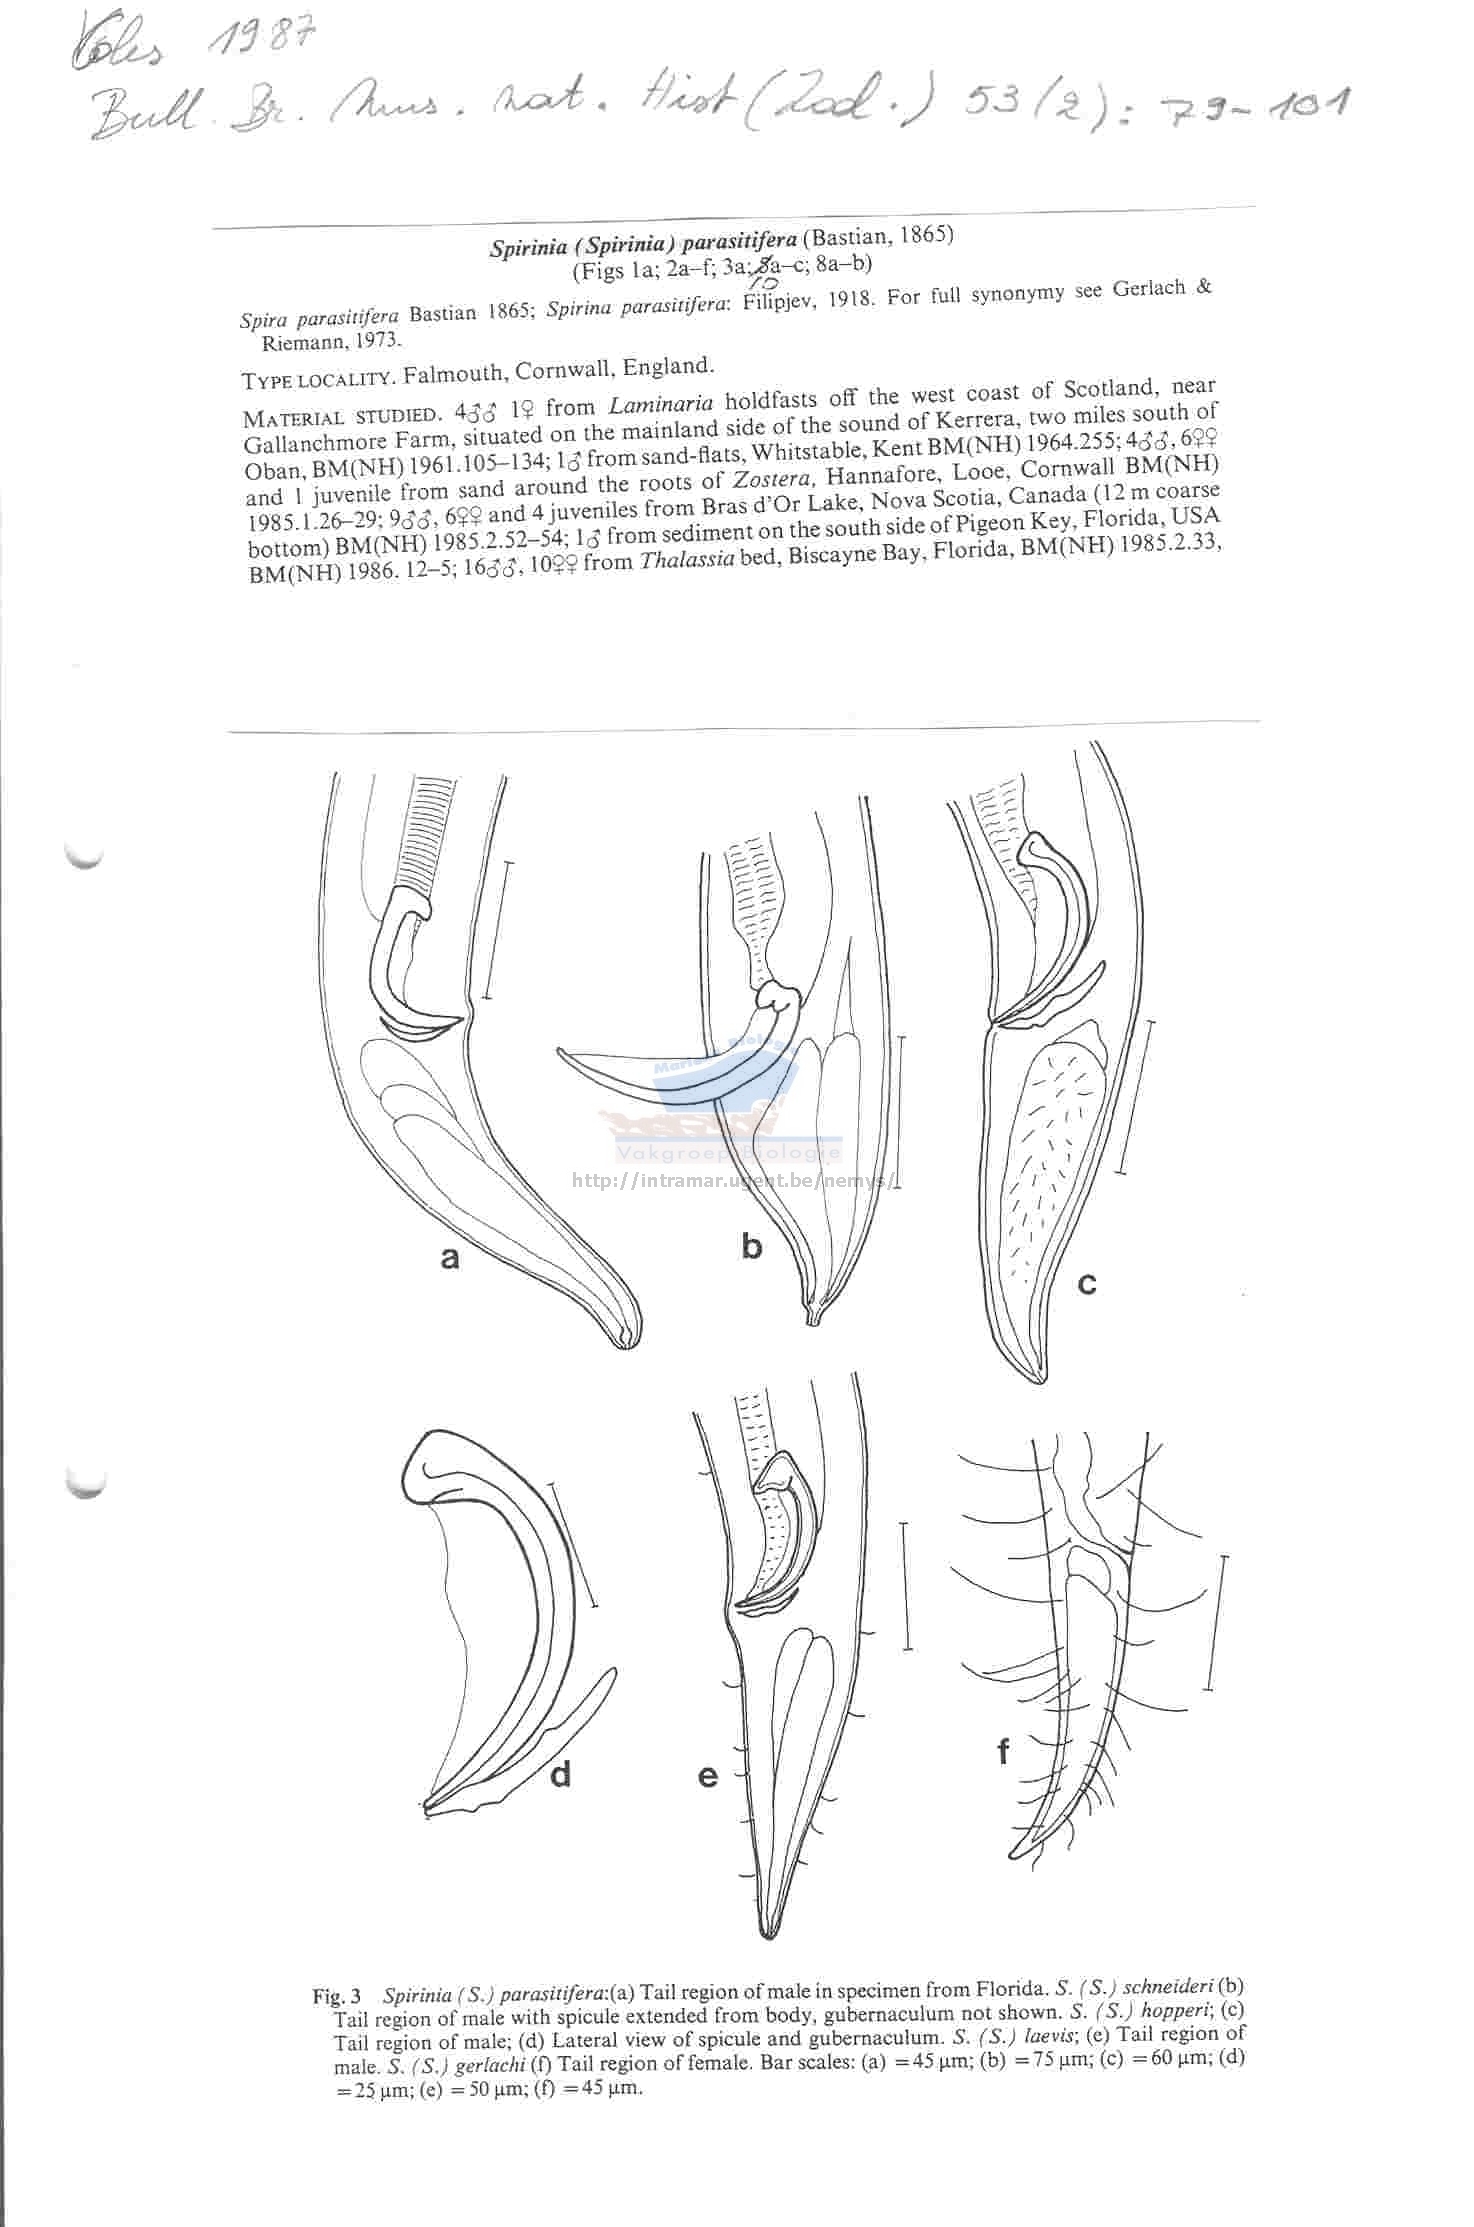 Voles 1987
Bull. Br. Mus. nat. Hist (Zool.) 53 (2): 79-101
Spirinia (Spirinia) parasitifera (Bastian, 1865)
(Figs 1a; 2a–f; 3a; 8a–c; 8a–b)
10
Spira parasitifera Bastian 1865; Spirina parasitifera: Filipjev, 1918. For full synonymy see Gerlach &
Riemann, 1973.
TYPE LOCALITY. Falmouth, Cornwall, England.
MATERIAL STUDIED. 4♂♂ 1♀ from Laminaria holdfasts off the west coast of Scotland, near
Gallanchmore Farm, situated on the mainland side of the sound of Kerrera, two miles south of
Oban, BM(NH) 1961.105–134; 1♂ from sand-flats, Whitstable, Kent BM(NH) 1964.255; 4♂♂, 6♀♀
and 1 juvenile from sand around the roots of Zostera, Hannafore, Looe, Cornwall BM(NH)
1985.1.26–29; 9♂♂, 6♀♀ and 4 juveniles from Bras d'Or Lake, Nova Scotia, Canada (12 m coarse
bottom) BM(NH) 1985.2.52–54; 1♂ from sediment on the south side of Pigeon Key, Florida, USA
BM(NH) 1986. 12–5; 16♂♂, 10♀♀ from Thalassia bed, Biscayne Bay, Florida, BM(NH) 1985.2.33,
Marine Biologie
Vakgroep Biologie
http://intramar.ugent.be/nemys/
a
b
c
d
e
f
Fig. 3 Spirinia (S.) parasitifera:(a) Tail region of male in specimen from Florida. S. (S.) schneideri (b)
Tail region of male with spicule extended from body, gubernaculum not shown. S. (S.) hopperi; (c)
Tail region of male; (d) Lateral view of spicule and gubernaculum. S. (S.) laevis; (e) Tail region of
male. S. (S.) gerlachi (f) Tail region of female. Bar scales: (a) =45 µm; (b) =75 µm; (c) =60 µm; (d)
=25 µm; (e) =50 µm; (f) =45 µm.